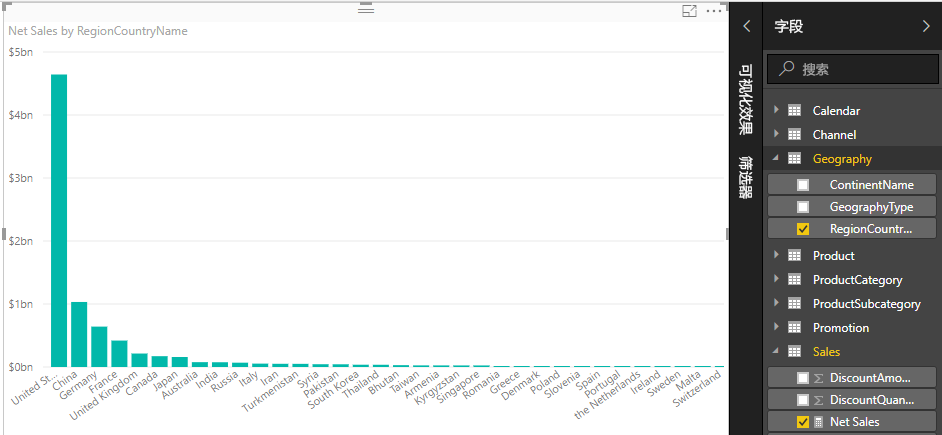 Net Sales by RegionCountryName
$5bn
$4bn
$3bn
$2bn
$1bn
$0bn
United St...
China
Germany
France
United Kingdom
Canada
Japan
Australia
India
Russia
Italy
Iran
Turkmenistan
Syria
Pakistan
South Korea
Thailand
Bhutan
Taiwan
Armenia
Kyrgyzstan
Singapore
Romania
Greece
Denmark
Poland
Slovenia
Spain
Portugal
the Netherlands
Ireland
Sweden
Malta
Switzerland
可视化效果
筛选器
字段
搜索
Calendar
Channel
Geography
ContinentName
GeographyType
RegionCountr...
Product
ProductCategory
ProductSubcategory
Promotion
Sales
DiscountAmo...
DiscountQuan...
Net Sales